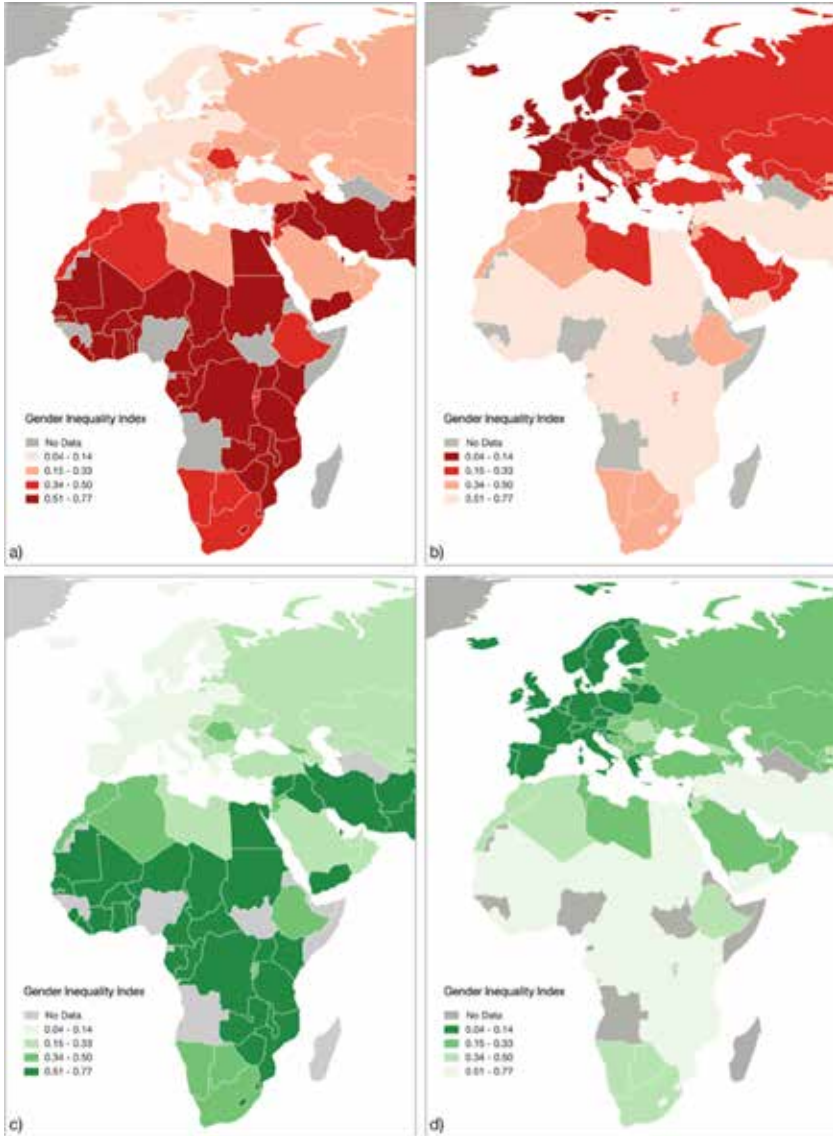 Gender Inequality Index
No Data
0.04 - 0.14
0.15 - 0.33
0.34 - 0.50
0.51 - 0.77
a)
Gender Inequality Index
No Data
0.04 - 0.14
0.15 - 0.33
0.34 - 0.50
0.51 - 0.77
b)
Gender Inequality Index
No Data
0.04 - 0.14
0.15 - 0.33
0.34 - 0.50
0.51 - 0.77
c)
Gender Inequality Index
No Data
0.04 - 0.14
0.15 - 0.33
0.34 - 0.50
0.51 - 0.77
d)